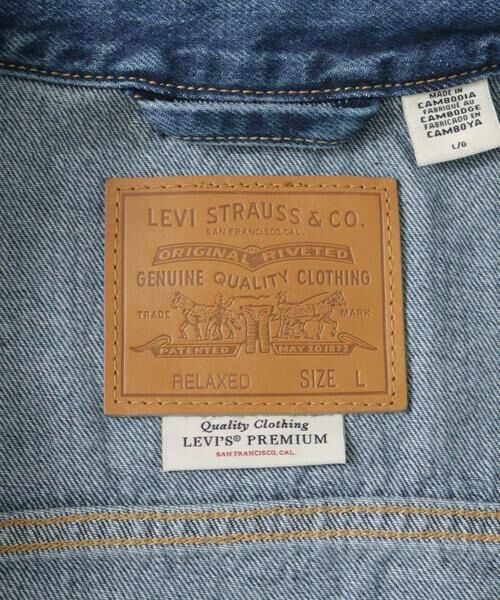 MADE IN
CAMBODIA
FABRIQUÉ AU
CAMBODGE
FABRICADO EN
CAMBOYA
L/G
LEVI STRAUSS & CO.
SAN FRANCISCO, CAL.
ORIGINAL RIVETED
GENUINE QUALITY CLOTHING
TRADE MARK
PATENTED MAY 20 1873
RELAXED SIZE L
Quality Clothing
LEVI'S® PREMIUM
SAN FRANCISCO, CAL.